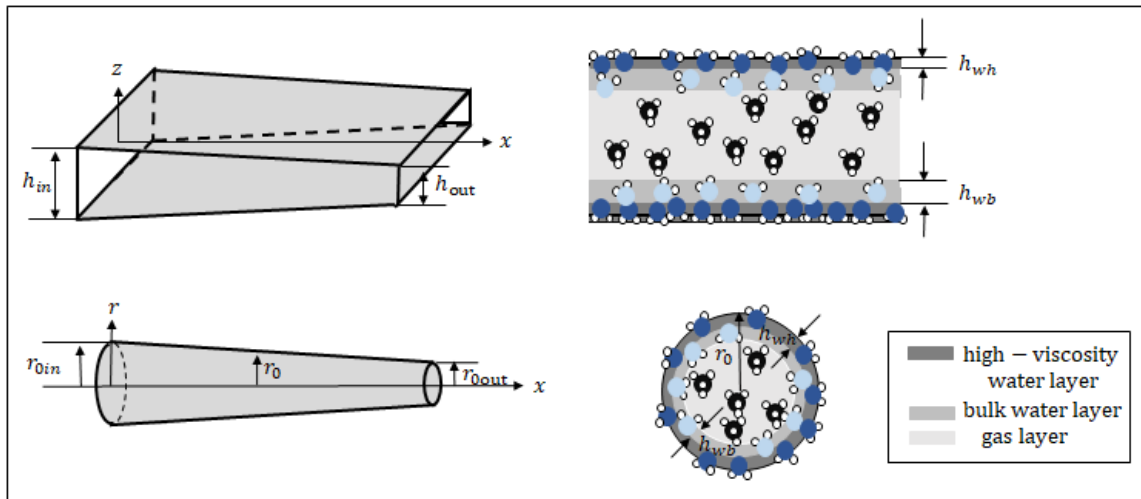 z
x
h_in
h_out
h_wh
h_wb
r
r_0in
r_0
r_0out
x
h_wh
r_0
h_wb
high − viscosity
water layer
bulk water layer
gas layer